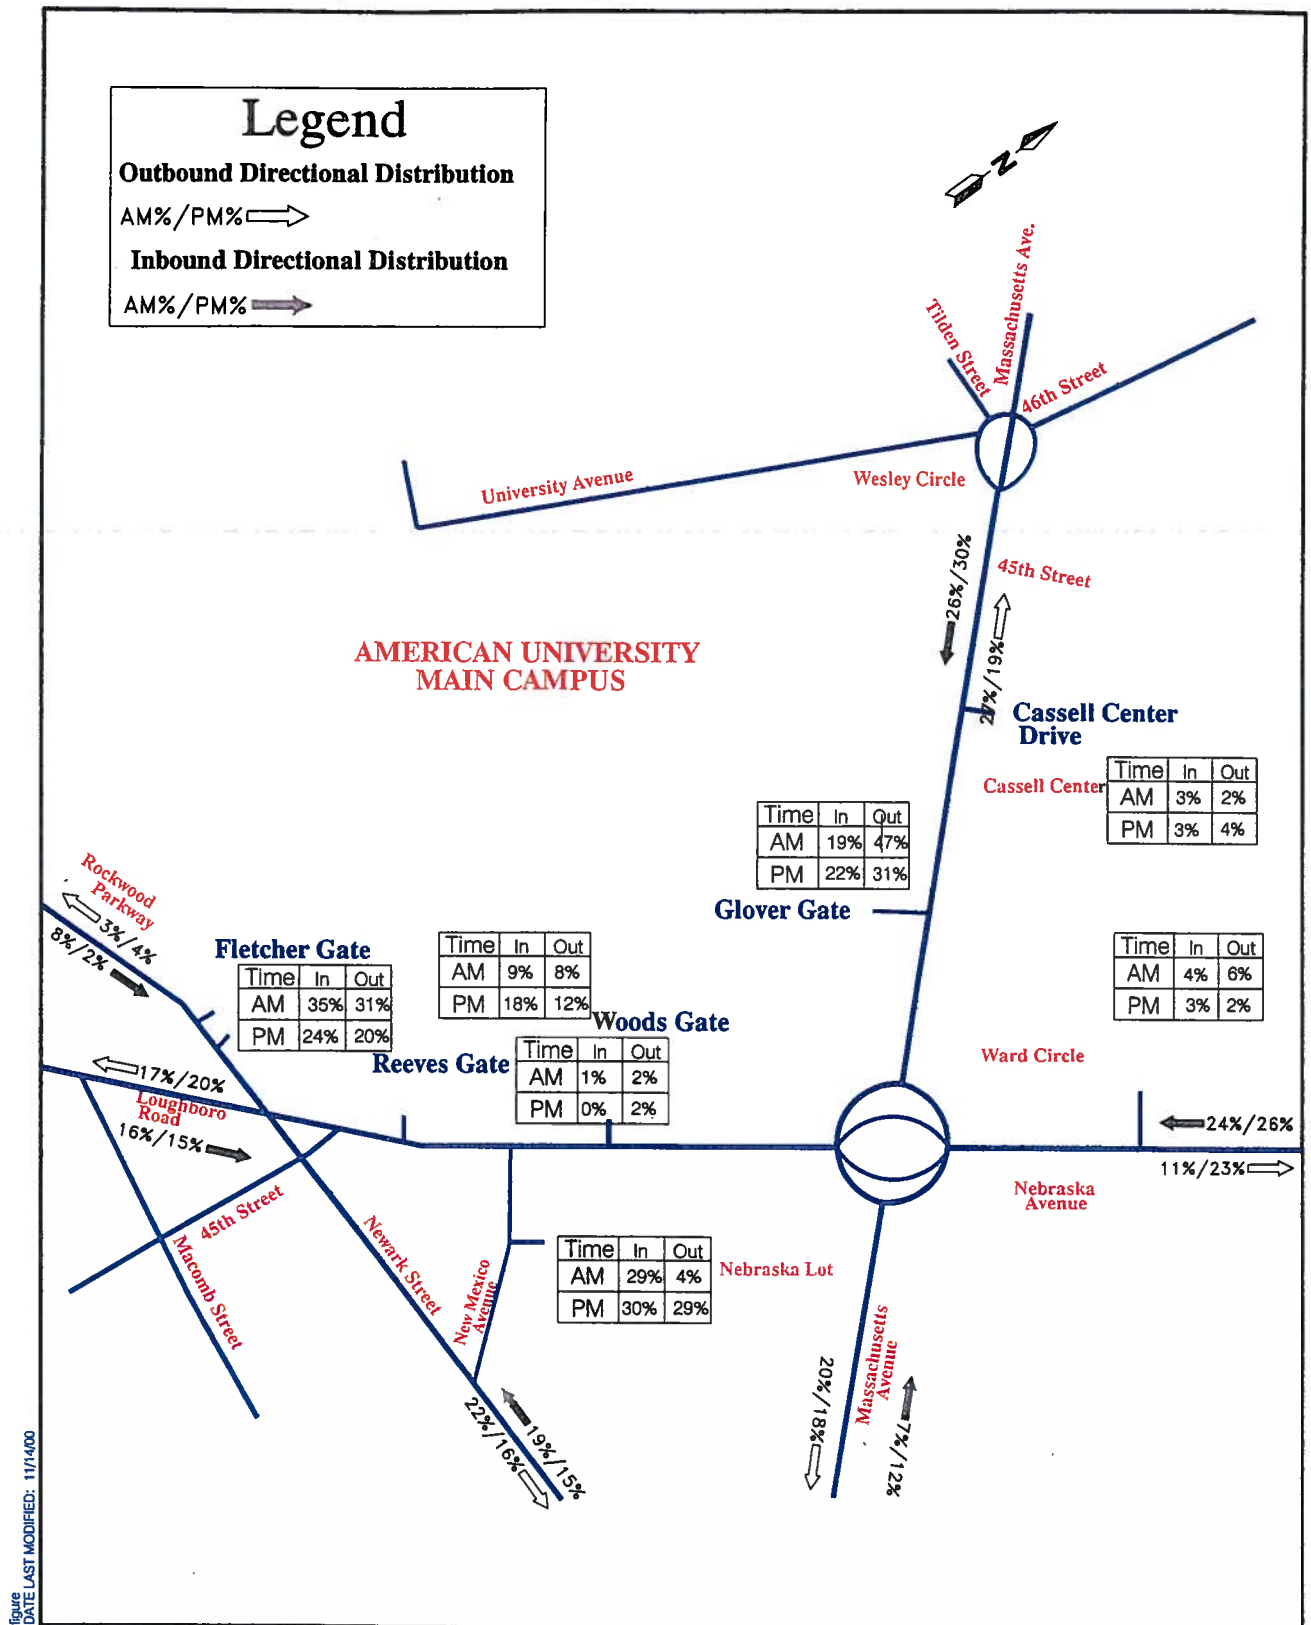 Legend
Outbound Directional Distribution
AM%/PM%
Inbound Directional Distribution
AM%/PM%
N
Massachusetts Ave.
Tilden Street
46th Street
University Avenue
Wesley Circle
26%/30%
45th Street
27%/19%
AMERICAN UNIVERSITY
MAIN CAMPUS
Cassell Center
Drive
Cassell Center
Time In Out
AM 3% 2%
PM 3% 4%
Time In Out
AM 19% 47%
PM 22% 31%
Glover Gate
Rockwood
Parkway
3%/4%
8%/2%
Fletcher Gate
Time In Out
AM 35% 31%
PM 24% 20%
Time In Out
AM 9% 8%
PM 18% 12%
Reeves Gate
Woods Gate
Time In Out
AM 1% 2%
PM 0% 2%
Time In Out
AM 4% 6%
PM 3% 2%
Ward Circle
17%/20%
Loughboro
Road
16%/15%
24%/26%
11%/23%
Nebraska
Avenue
45th Street
Macomb Street
Newark Street
New Mexico
Avenue
Time In Out
AM 29% 4%
PM 30% 29%
Nebraska Lot
Massachusetts
Avenue
20%/18%
7%/12%
22%/16%
19%/15%
figure
DATE LAST MODIFIED: 11/14/00